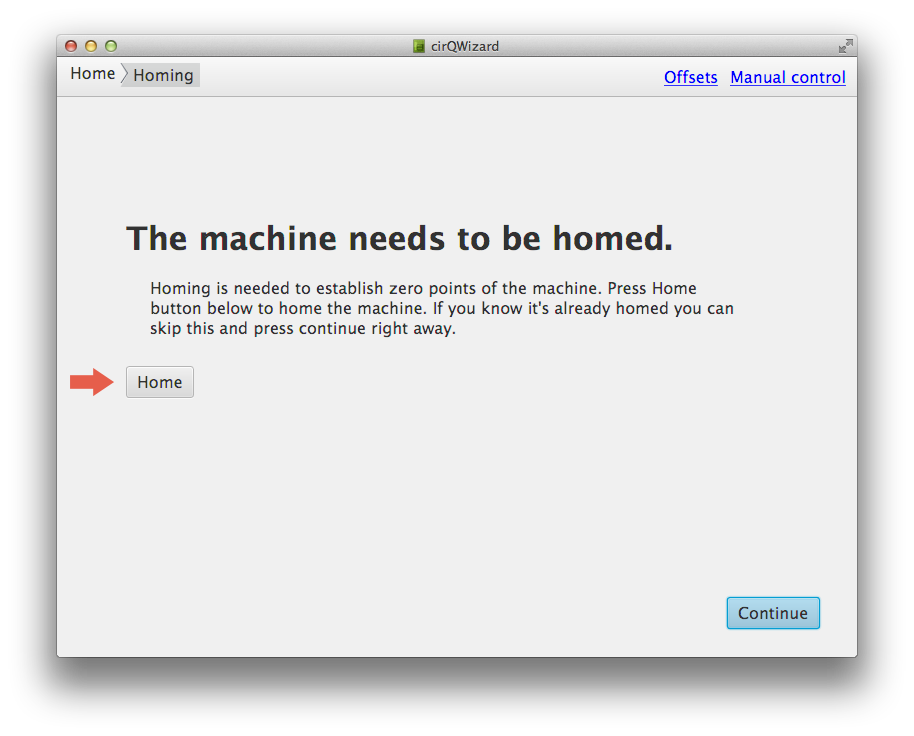 cirQWizard
Home Homing Offsets Manual control
The machine needs to be homed.
Homing is needed to establish zero points of the machine. Press Home
button below to home the machine. If you know it's already homed you can
skip this and press continue right away.
Home
Continue